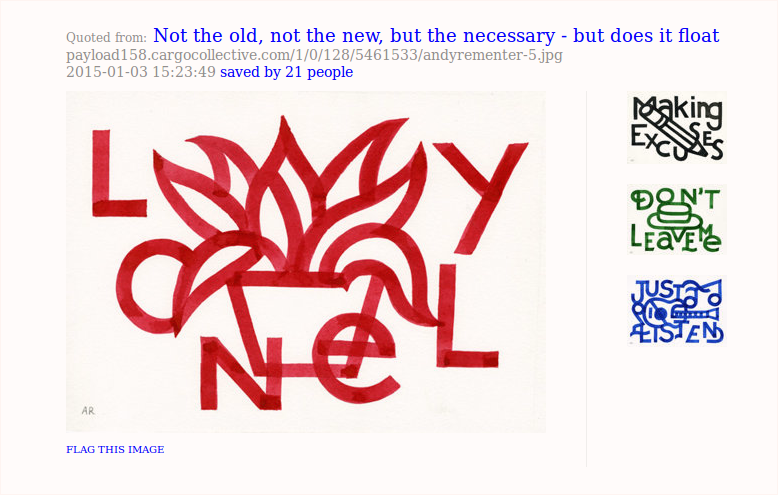 Quoted from: Not the old, not the new, but the necessary - but does it float
payload158.cargocollective.com/1/0/128/5461533/andyrementer-5.jpg
2015-01-03 15:23:49 saved by 21 people
LONELY
AR
FLAG THIS IMAGE
Making
ExCUSES
DON'T
LEAVE Me
JUST a
LISTEN